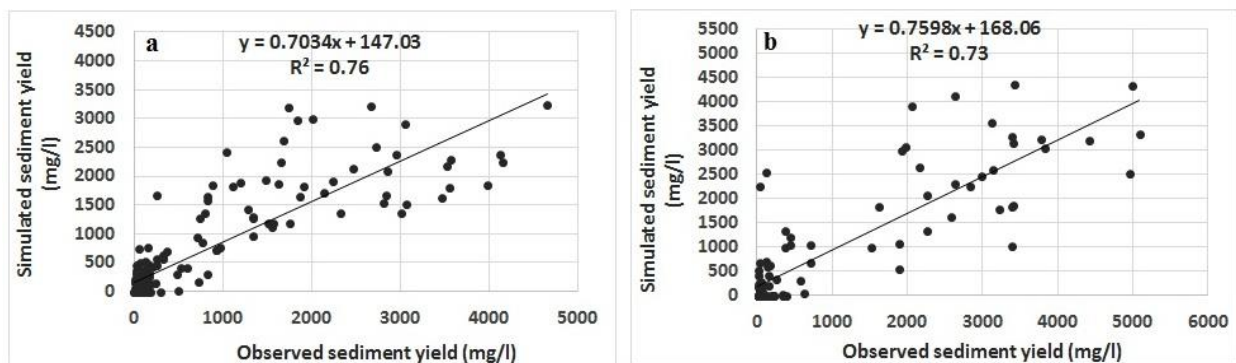 a
y = 0.7034x + 147.03
R² = 0.76
Simulated sediment yield
(mg/l)
4500
4000
3500
3000
2500
2000
1500
1000
500
0
0 1000 2000 3000 4000 5000
Observed sediment yield (mg/l)
b
y = 0.7598x + 168.06
R² = 0.73
Simulated sediment yield
(mg/l)
5500
5000
4500
4000
3500
3000
2500
2000
1500
1000
500
0
0 1000 2000 3000 4000 5000 6000
Observed sediment yield (mg/l)